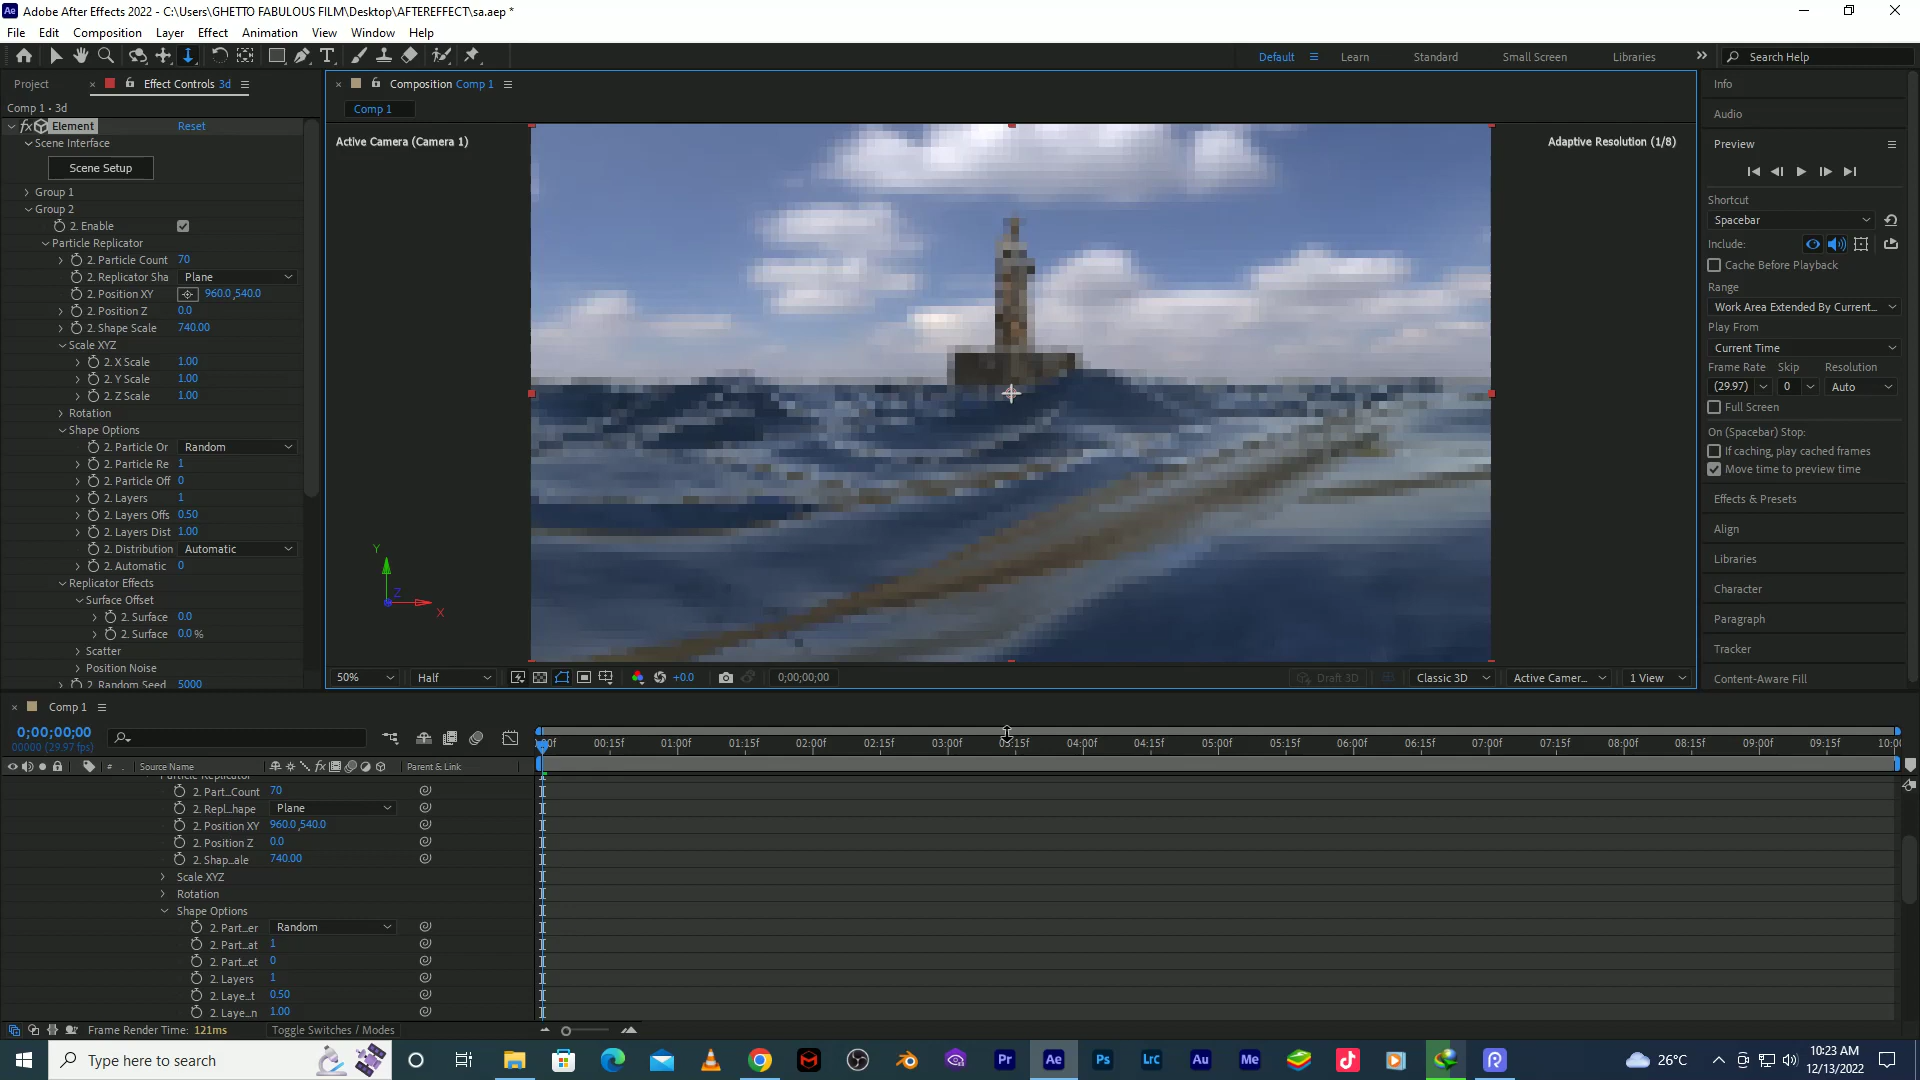 Adobe After Effects 2022 - C:\Users\GHETTO FABULOUS FILM\Desktop\AFTEREFFECT\sa.aep *
File Edit Composition Layer Effect Animation View Window Help
Default Learn Standard Small Screen Libraries Search Help
Project Effect Controls 3d
Comp 1 • 3d
fx Element Reset
Scene Interface
Scene Setup
Group 1
Group 2
2. Enable
Particle Replicator
2. Particle Count 70
2. Replicator Sha Plane
2. Position XY 960.0,540.0
2. Position Z 0.0
2. Shape Scale 740.00
Scale XYZ
2. X Scale 1.00
2. Y Scale 1.00
2. Z Scale 1.00
Rotation
Shape Options
2. Particle Or Random
2. Particle Re 1
2. Particle Off 0
2. Layers 1
2. Layers Offs 0.50
2. Layers Dist 1.00
2. Distribution Automatic
2. Automatic 0
Replicator Effects
Surface Offset
2. Surface 0.0
2. Surface 0.0 %
Scatter
Position Noise
2. Random Seed 5000
Composition Comp 1
Comp 1
Active Camera (Camera 1)
Adaptive Resolution (1/8)
Y
Z
X
50% Half +0.0 0;00;00;00 Draft 3D Classic 3D Active Camer... 1 View
Info
Audio
Preview
Shortcut
Spacebar
Include:
Cache Before Playback
Range
Work Area Extended By Current...
Play From
Current Time
Frame Rate Skip Resolution
(29.97) 0 Auto
Full Screen
On (Spacebar) Stop:
If caching, play cached frames
Move time to preview time
Effects & Presets
Align
Libraries
Character
Paragraph
Tracker
Content-Aware Fill
Comp 1
0;00;00;00
00000 (29.97 fps)
:00f 00:15f 01:00f 01:15f 02:00f 02:15f 03:00f 03:15f 04:00f 04:15f 05:00f 05:15f 06:00f 06:15f 07:00f 07:15f 08:00f 08:15f 09:00f 09:15f 10:00
# Source Name fx Parent & Link
Particle Replicator
2. Part...Count 70
2. Repl...hape Plane
2. Position XY 960.0,540.0
2. Position Z 0.0
2. Shap...ale 740.00
Scale XYZ
Rotation
Shape Options
2. Part...er Random
2. Part...at 1
2. Part...et 0
2. Layers 1
2. Laye...t 0.50
2. Laye...n 1.00
Frame Render Time: 121ms Toggle Switches / Modes
Type here to search
Pr Ae Ps Lrc Au Me
26°C
10:23 AM
12/13/2022